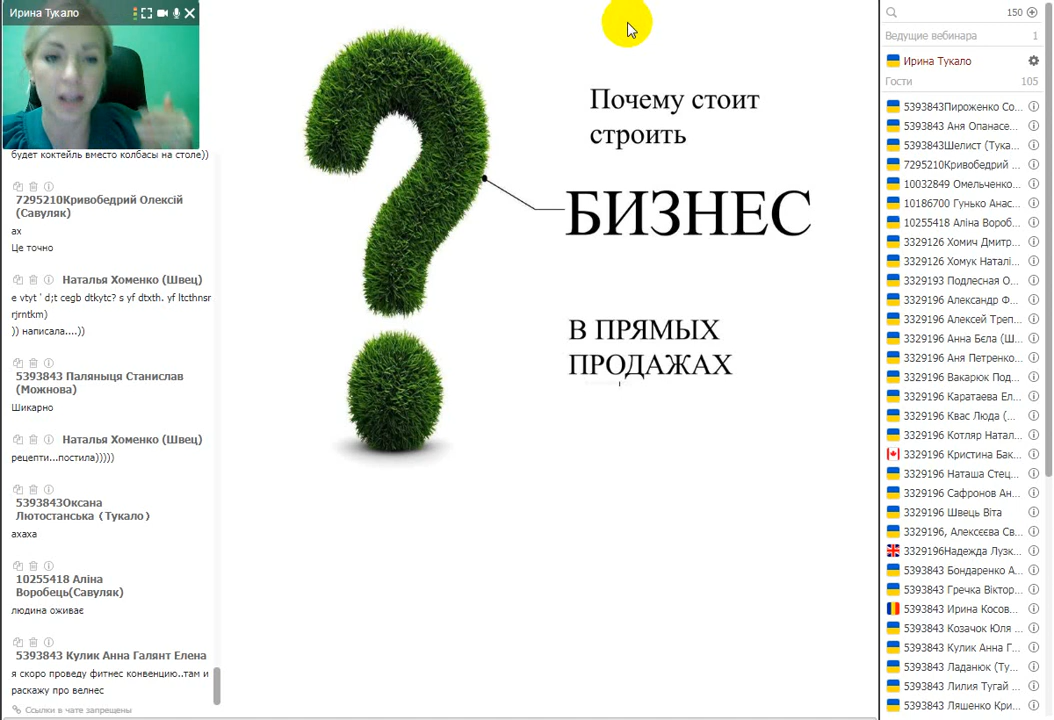 Ирина Тукало
будет коктейль вместо колбасы на столе))
7295210Кривобедрий Олексій
(Савуляк)
ах
Це точно
Наталья Хоменко (Швец)
e vtyt ' d;t cegb dtkytc? s yf dtxth. yf ltcthnsr
rjrntkm)
)) написала....))
5393843 Паляныця Станислав
(Можнова)
Шикарно
Наталья Хоменко (Швец)
рецепти...постила)))))
5393843Оксана
Лютостанська (Тукало)
ахаха
10255418 Аліна
Воробець(Савуляк)
людина оживає
5393843 Кулик Анна Галянт Елена
я скоро проведу фитнес конвенцию..там и
раскажу про велнес
Ссылки в чате запрещены
Почему стоит
строить
БИЗНЕС
В ПРЯМЫХ
ПРОДАЖАХ
150
Ведущие вебинара 1
Ирина Тукало
Гости 105
5393843Пироженко Со...
5393843 Аня Опанасе...
5393843Шелист (Тука...
7295210Кривобедрий ...
10032849 Омельченко...
10186700 Гунько Анас...
10255418 Аліна Вороб...
3329126 Хомич Дмитр...
3329126 Хомук Наталі...
3329193 Подлесная О...
3329196 Александр Ф...
3329196 Алексей Треп...
3329196 Анна Бєла (Ш...
3329196 Аня Петренко...
3329196 Вакарюк Под...
3329196 Каратаева Ел...
3329196 Квас Люда (...
3329196 Котляр Натал...
3329196 Кристина Бак...
3329196 Наташа Стец...
3329196 Сафронов Ан...
3329196 Швець Віта
3329196, Алексєєва Св...
3329196Надежда Лузк...
5393843 Бондаренко А...
5393843 Гречка Віктор...
5393843 Ирина Косов...
5393843 Козачок Юля ...
5393843 Кулик Анна Г...
5393843 Ладанюк (Ту...
5393843 Лилия Тугай ...
5393843 Ляшенко Кри...